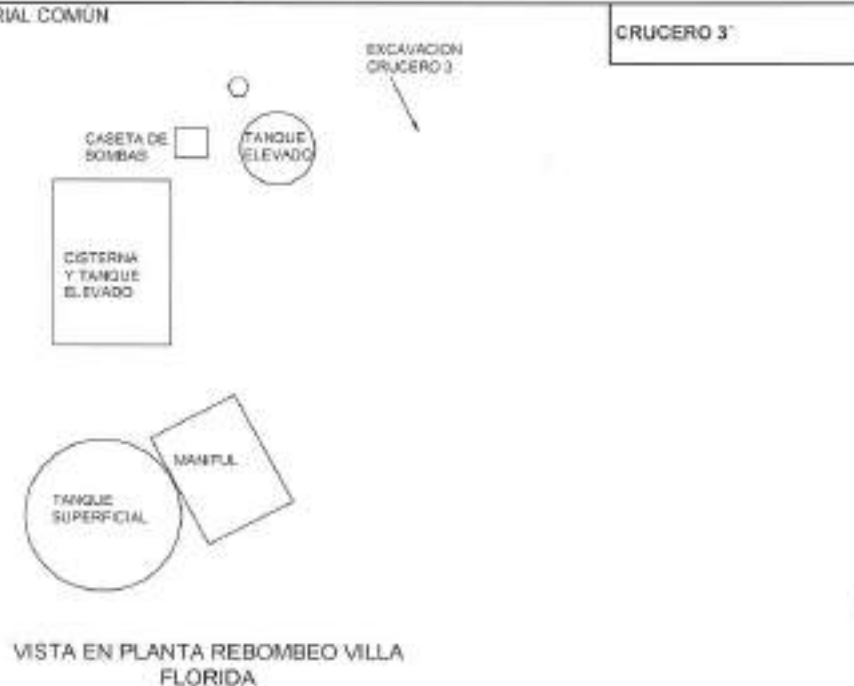 RIAL COMÚN
CRUCERO 3¨
EXCAVACION
CRUCERO 3
CASETA DE
BOMBAS
TANQUE
ELEVADO
CISTERNA
Y TANQUE
ELEVADO
MANIFUL
TANQUE
SUPERFICIAL
VISTA EN PLANTA REBOMBEO VILLA
FLORIDA